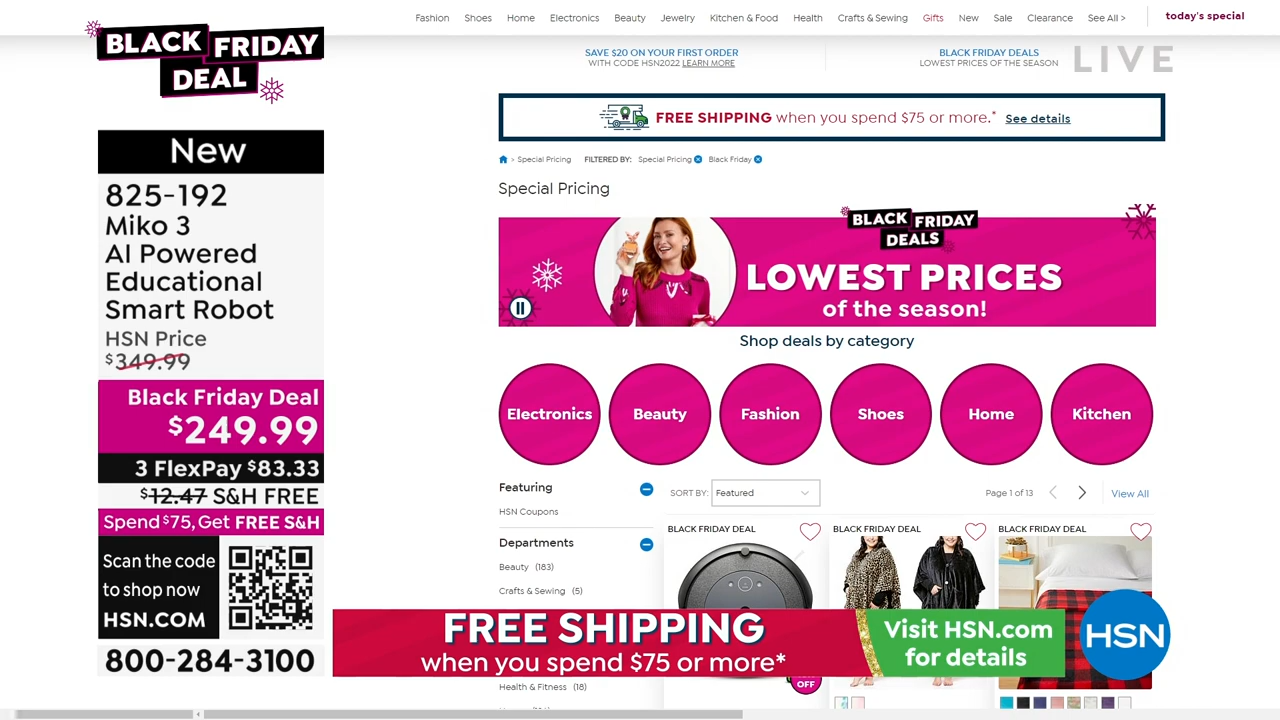 Fashion Shoes Home Electronics Beauty Jewelry Kitchen & Food Health Crafts & Sewing Gifts New Sale Clearance See All > today's special
BLACK FRIDAY
DEAL
SAVE $20 ON YOUR FIRST ORDER
WITH CODE HSN2022 LEARN MORE
BLACK FRIDAY DEALS
LOWEST PRICES OF THE SEASON
LIVE
New
825-192
Miko 3
AI Powered
Educational
Smart Robot
HSN Price
$349.99
Black Friday Deal
$249.99
3 FlexPay $83.33
$12.47 S&H FREE
Spend $75, Get FREE S&H
Scan the code
to shop now
HSN.COM
800-284-3100
FREE SHIPPING when you spend $75 or more.* See details
> Special Pricing FILTERED BY: Special Pricing Black Friday
Special Pricing
BLACK FRIDAY
DEALS
LOWEST PRICES
of the season!
Shop deals by category
Electronics Beauty Fashion Shoes Home Kitchen
Featuring
HSN Coupons
Departments
Beauty (183)
Crafts & Sewing (5)
Health & Fitness (18)
SORT BY: Featured
Page 1 of 13
View All
BLACK FRIDAY DEAL BLACK FRIDAY DEAL BLACK FRIDAY DEAL
OFF
FREE SHIPPING
when you spend $75 or more*
Visit HSN.com
for details
HSN